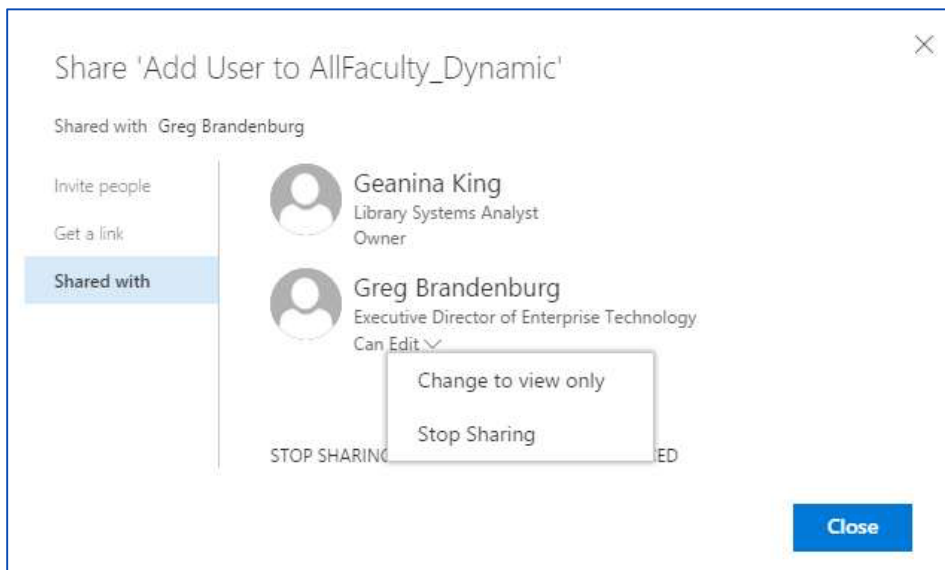 Share 'Add User to AllFaculty_Dynamic'
Shared with Greg Brandenburg
Invite people
Get a link
Shared with
Geanina King
Library Systems Analyst
Owner
Greg Brandenburg
Executive Director of Enterprise Technology
Can Edit
Change to view only
Stop Sharing
STOP SHARING
Close